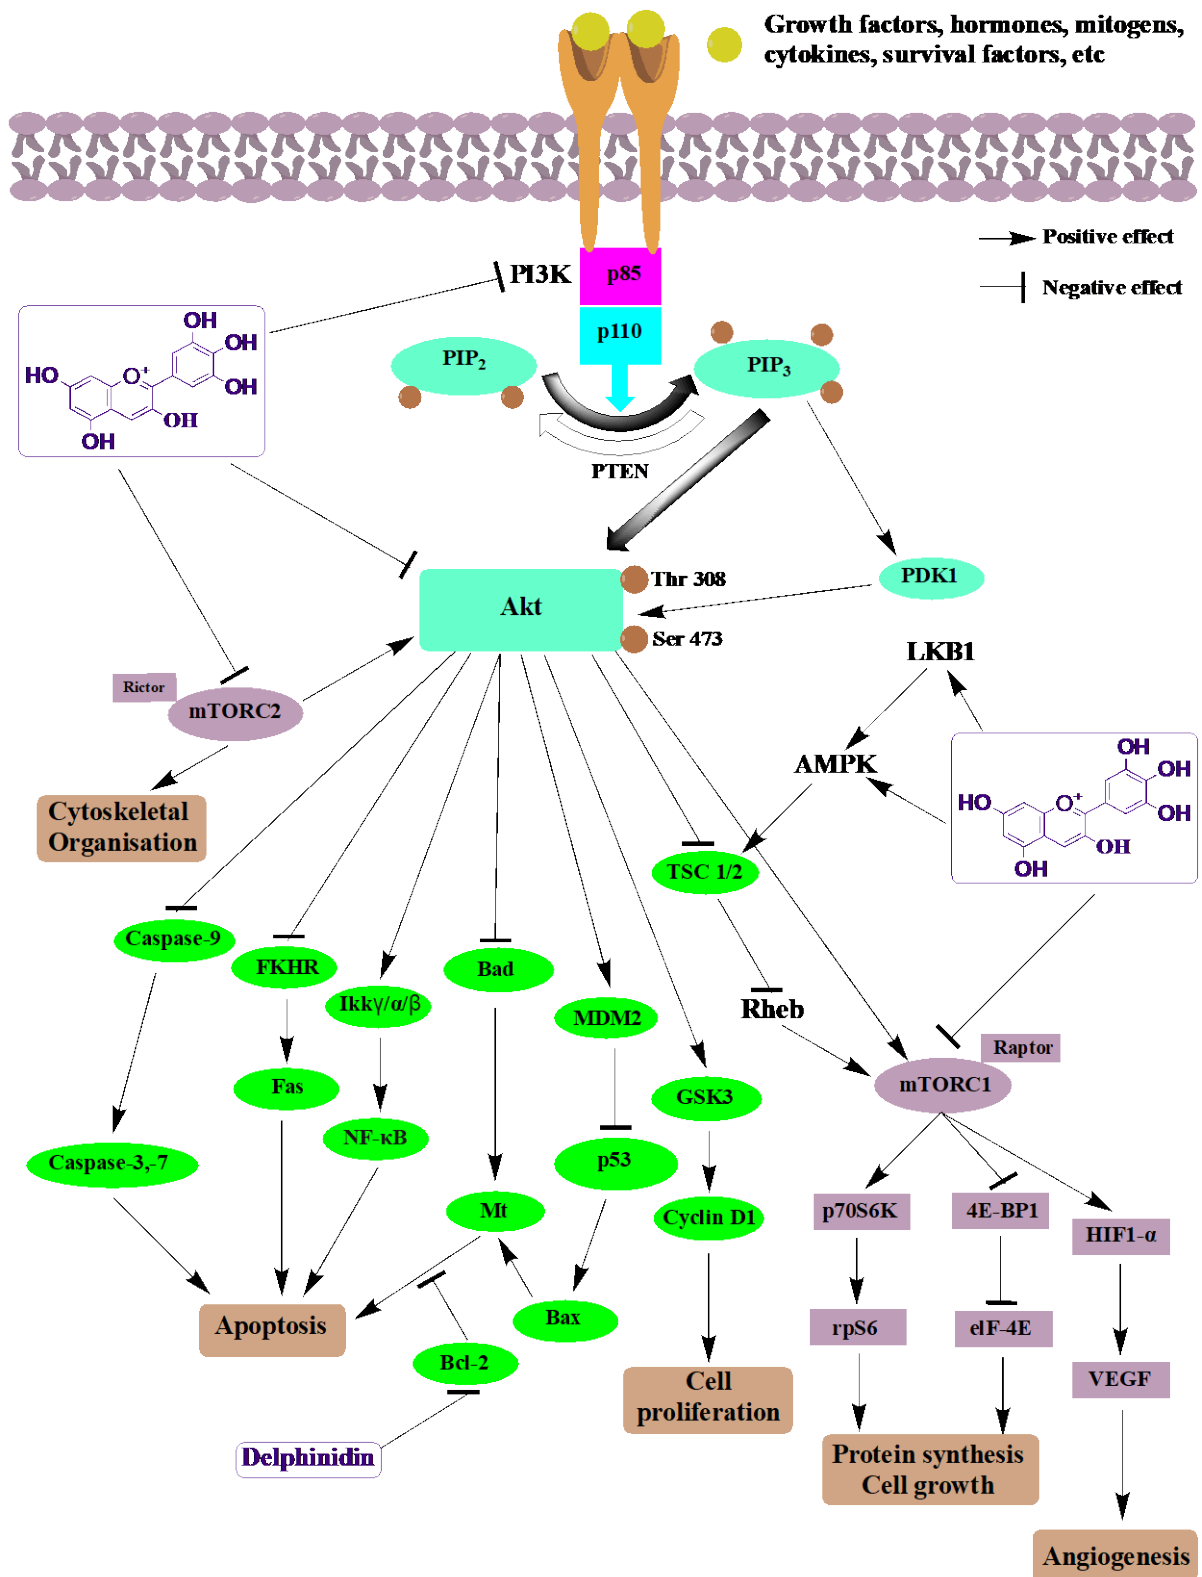 Growth factors, hormones, mitogens,
cytokines, survival factors, etc
Positive effect
Negative effect
PI3K
p85
p110
PIP2
PIP3
PTEN
OH
OH
OH
HO
O+
OH
OH
Akt
Thr 308
Ser 473
PDK1
LKB1
AMPK
Rictor
mTORC2
Cytoskeletal
Organisation
OH
OH
OH
HO
O+
OH
OH
TSC 1/2
Caspase-9
FKHR
Ikkγ/α/β
Bad
MDM2
Rheb
Raptor
mTORC1
Fas
GSK3
NF-κB
p53
Caspase-3,-7
Mt
Cyclin D1
p70S6K
4E-BP1
HIF1-α
Apoptosis
Bax
rpS6
elF-4E
Bcl-2
VEGF
Cell
proliferation
Delphinidin
Protein synthesis
Cell growth
Angiogenesis